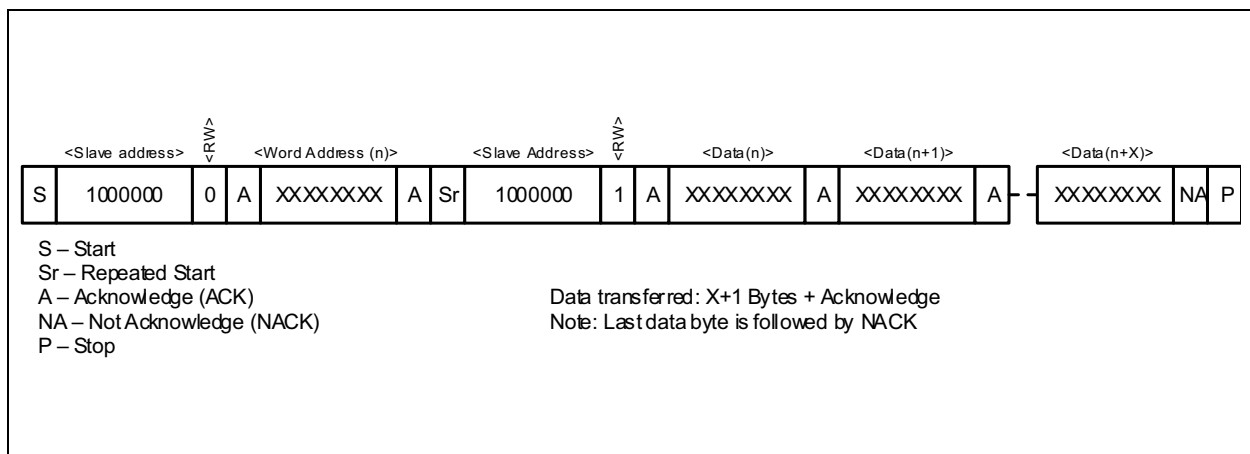 <Slave address> <RW> <Word Address (n)> <Slave Address> <RW> <Data(n)> <Data(n+1)> <Data(n+X)>
S 1000000 0 A XXXXXXXX A Sr 1000000 1 A XXXXXXXX A XXXXXXXX A XXXXXXXX NA P
S – Start
Sr – Repeated Start
A – Acknowledge (ACK)
NA – Not Acknowledge (NACK)
P – Stop
Data transferred: X+1 Bytes + Acknowledge
Note: Last data byte is followed by NACK